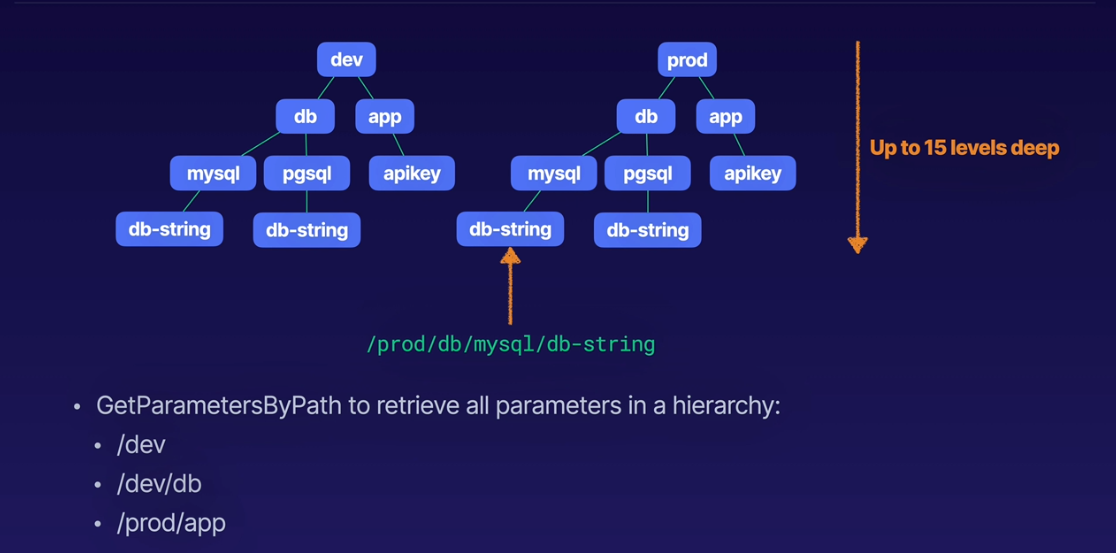 dev prod
db app db app
mysql pgsql apikey mysql pgsql apikey
db-string db-string db-string db-string
Up to 15 levels deep
/prod/db/mysql/db-string
• GetParametersByPath to retrieve all parameters in a hierarchy:
• /dev
• /dev/db
• /prod/app